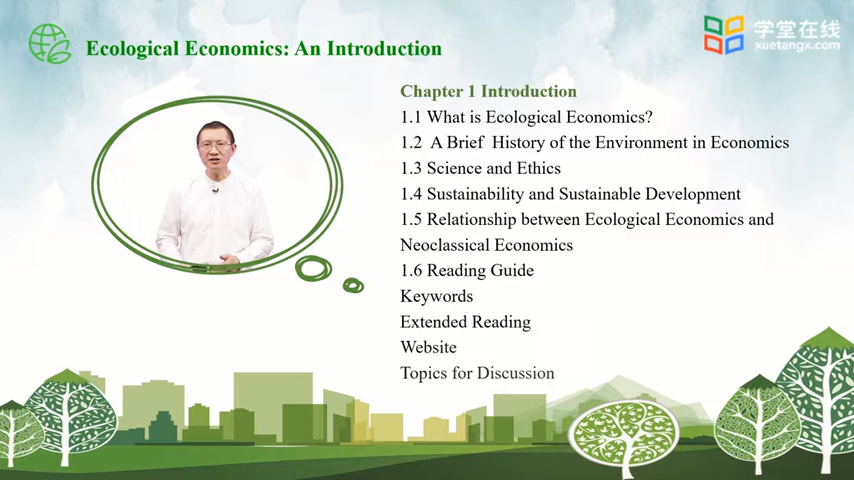 Ecological Economics: An Introduction
学堂在线
xuetangx.com
Chapter 1 Introduction
1.1 What is Ecological Economics?
1.2 A Brief History of the Environment in Economics
1.3 Science and Ethics
1.4 Sustainability and Sustainable Development
1.5 Relationship between Ecological Economics and
Neoclassical Economics
1.6 Reading Guide
Keywords
Extended Reading
Website
Topics for Discussion